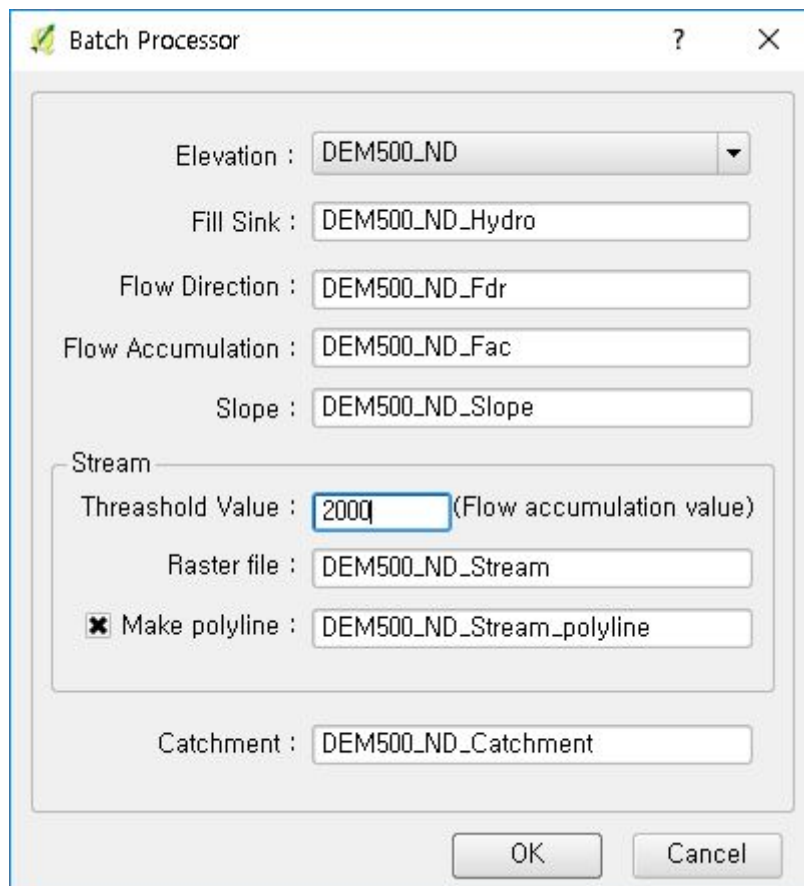 Batch Processor ?
Elevation : DEM500_ND
Fill Sink : DEM500_ND_Hydro
Flow Direction : DEM500_ND_Fdr
Flow Accumulation : DEM500_ND_Fac
Slope : DEM500_ND_Slope
Stream
Threashold Value : 2000 (Flow accumulation value)
Raster file : DEM500_ND_Stream
Make polyline : DEM500_ND_Stream_polyline
Catchment : DEM500_ND_Catchment
OK Cancel